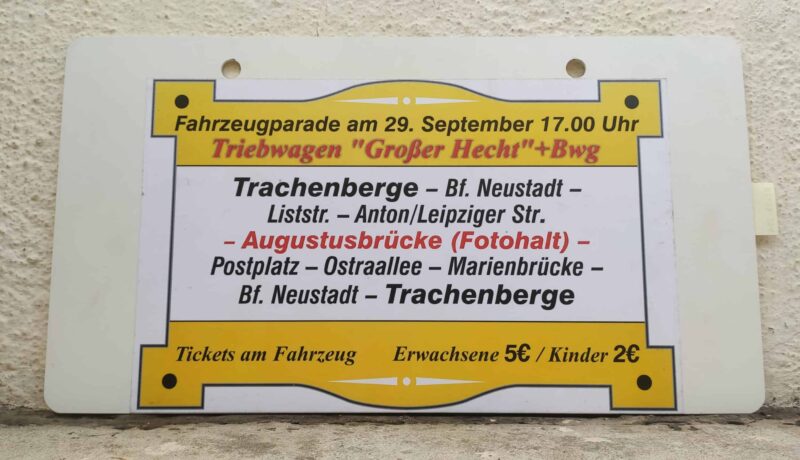 Fahrzeugparade am 29. September 17.00 Uhr
Triebwagen "Großer Hecht"+Bwg
Trachenberge – Bf. Neustadt –
Liststr. – Anton/Leipziger Str.
– Augustusbrücke (Fotohalt) –
Postplatz – Ostraallee – Marienbrücke –
Bf. Neustadt – Trachenberge
Tickets am Fahrzeug Erwachsene 5€ / Kinder 2€